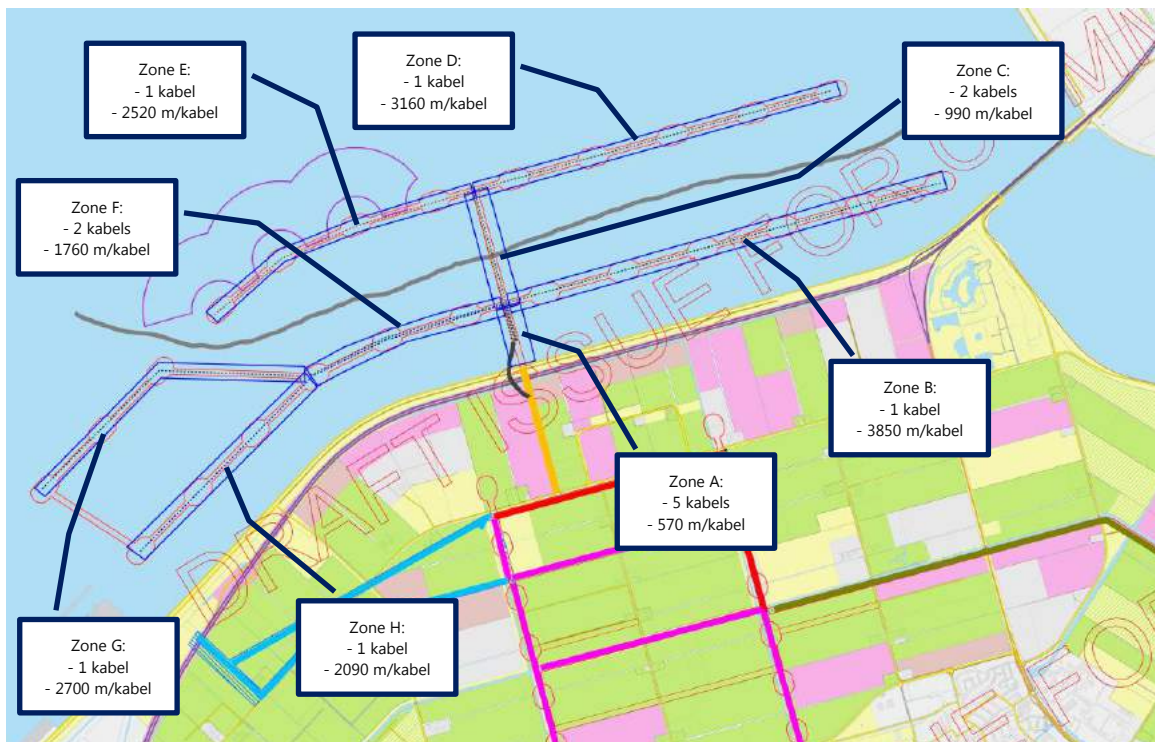 Zone E:
- 1 kabel
- 2520 m/kabel
Zone D:
- 1 kabel
- 3160 m/kabel
Zone C:
- 2 kabels
- 990 m/kabel
Zone F:
- 2 kabels
- 1760 m/kabel
Zone B:
- 1 kabel
- 3850 m/kabel
Zone A:
- 5 kabels
- 570 m/kabel
Zone G:
- 1 kabel
- 2700 m/kabel
Zone H:
- 1 kabel
- 2090 m/kabel
DRAFT ISSUE FOR